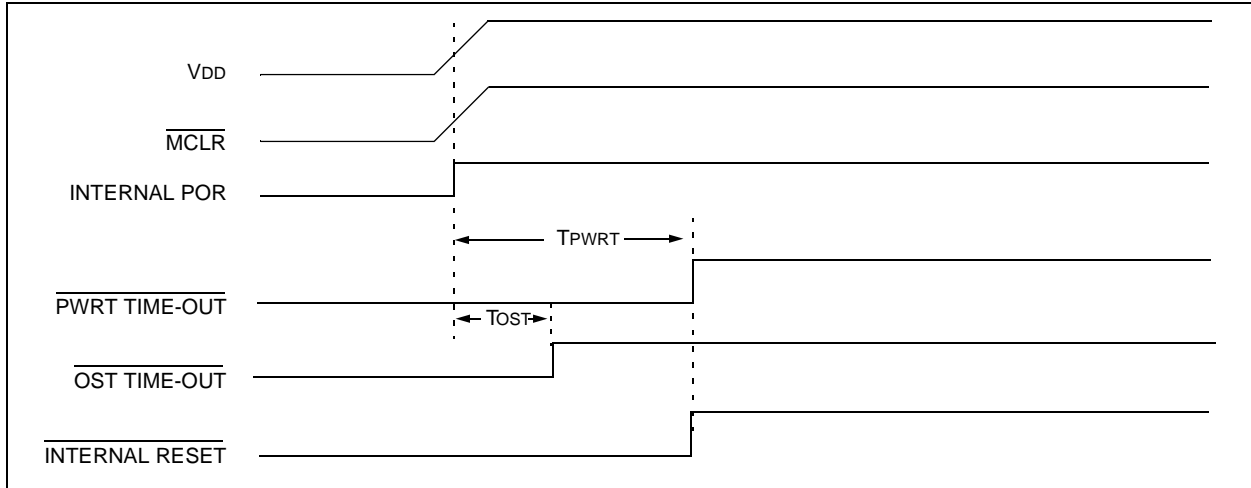 VDD
MCLR
INTERNAL POR
TPWRT
PWRT TIME-OUT
TOST
OST TIME-OUT
INTERNAL RESET